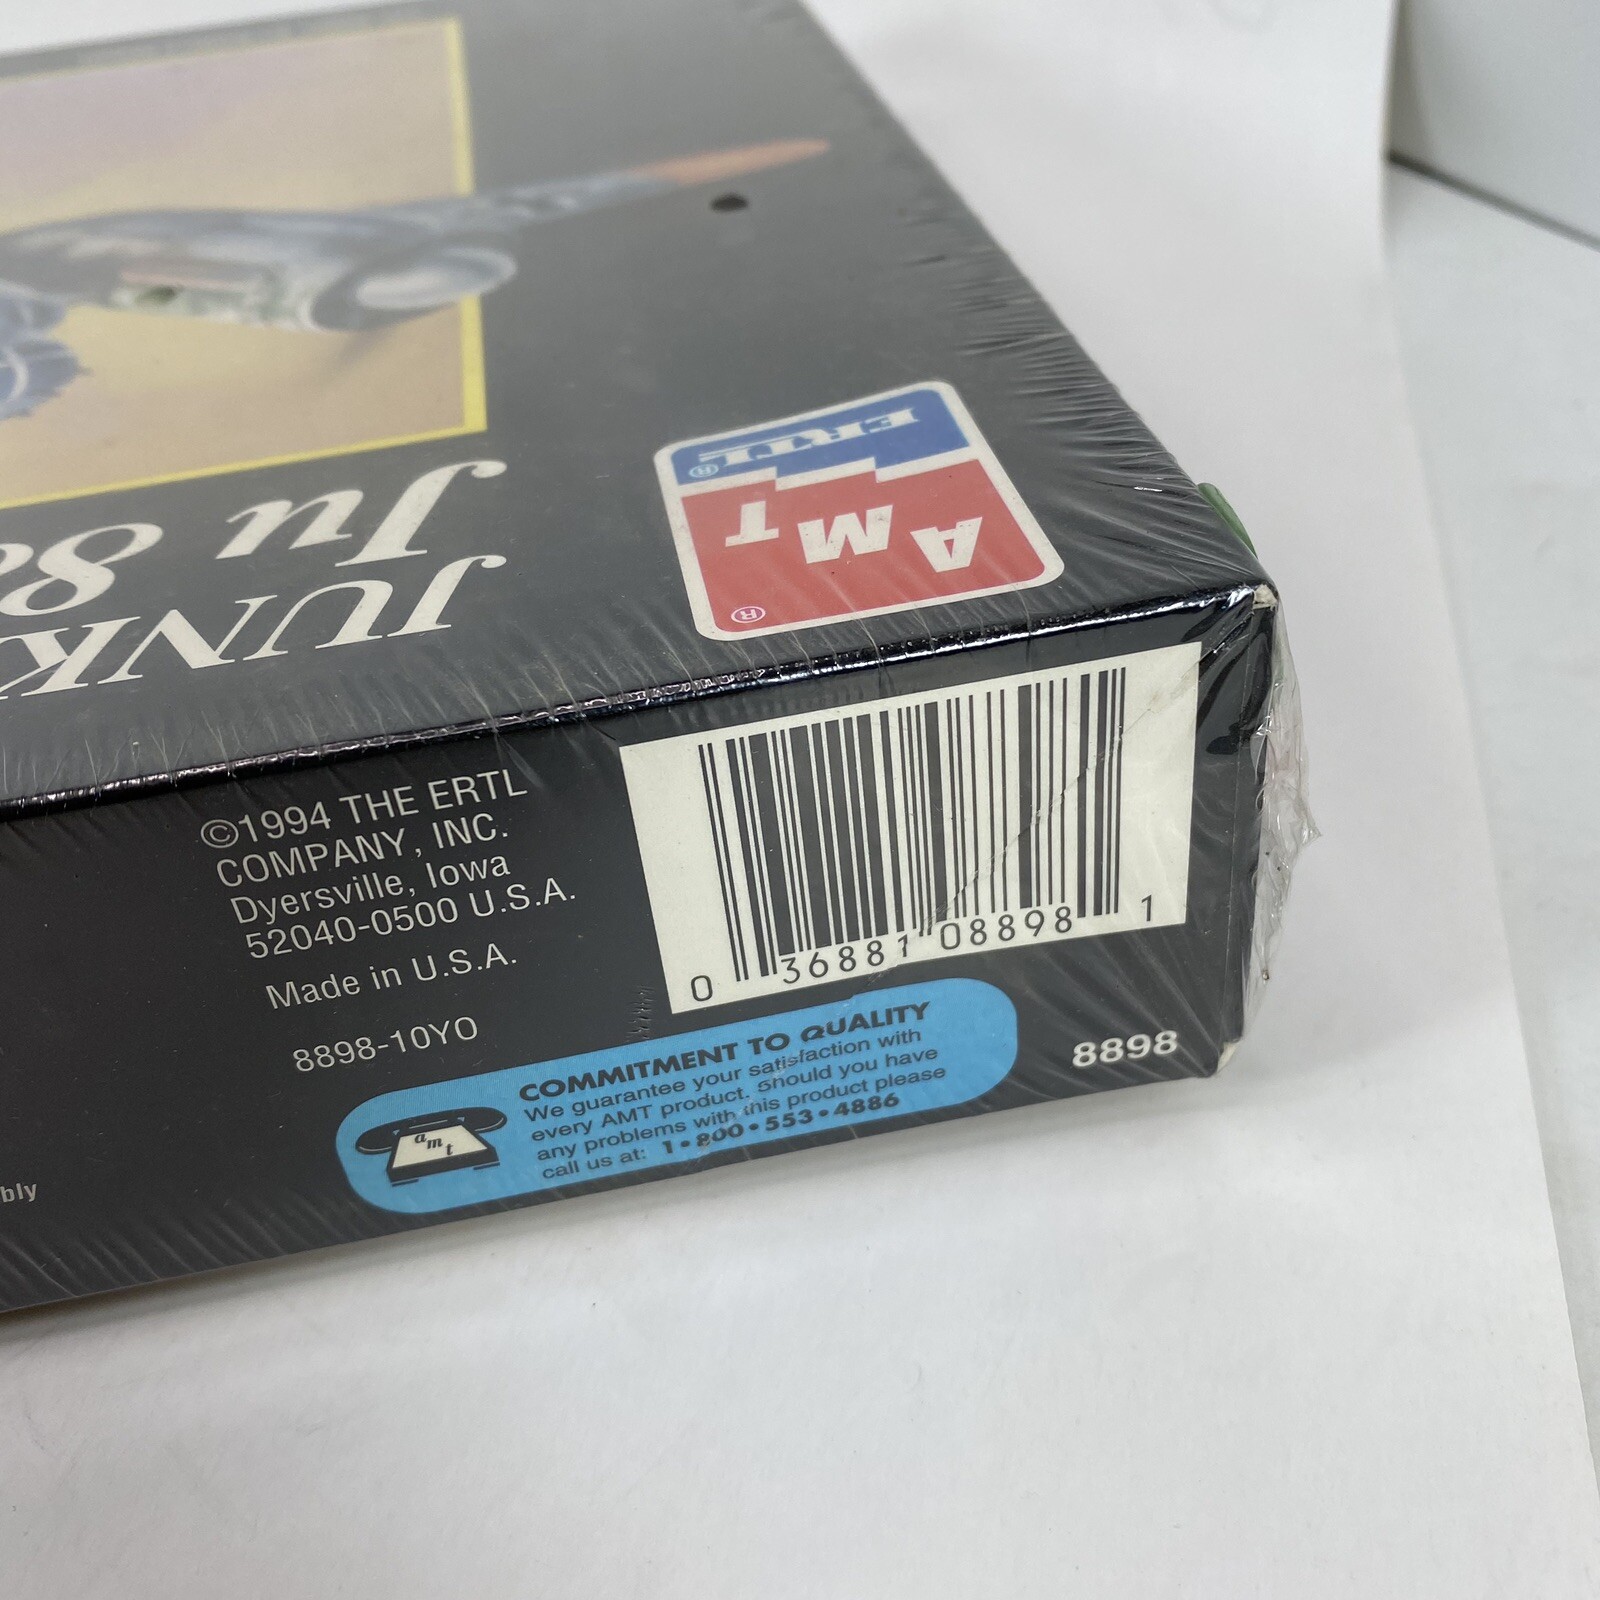 ERTL®
AMT
®
JUNK
Ju 8
©1994 THE ERTL
COMPANY, INC.
Dyersville, Iowa
52040-0500 U.S.A.
Made in U.S.A.
8898-10YO
0 36881 08898 1
COMMITMENT TO QUALITY
We guarantee your satisfaction with
every AMT product. Should you have
any problems with this product please
call us at: 1•800•553•4886
amt
8898
bly